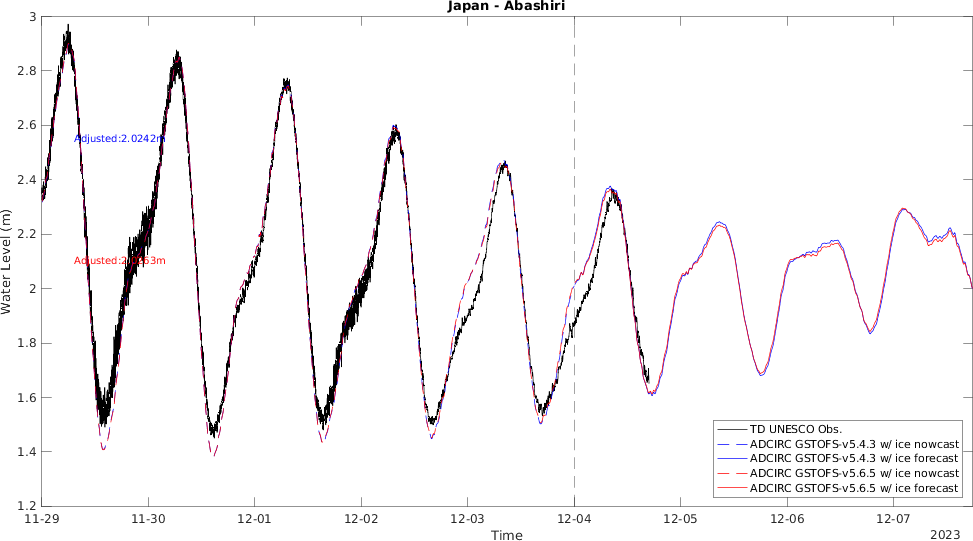 Japan - Abashiri
3
2.8
2.6
2.4
2.2
2
1.8
1.6
1.4
1.2
Water Level (m)
Adjusted:2.0242m
11-29
11-30
12-01
12-02
12-03
12-04
12-05
12-06
12-07
Time
2023
TD UNESCO Obs.
ADCIRC GSTOFS-v5.4.3 w/ ice nowcast
ADCIRC GSTOFS-v5.4.3 w/ ice forecast
ADCIRC GSTOFS-v5.6.5 w/ ice nowcast
ADCIRC GSTOFS-v5.6.5 w/ ice forecast